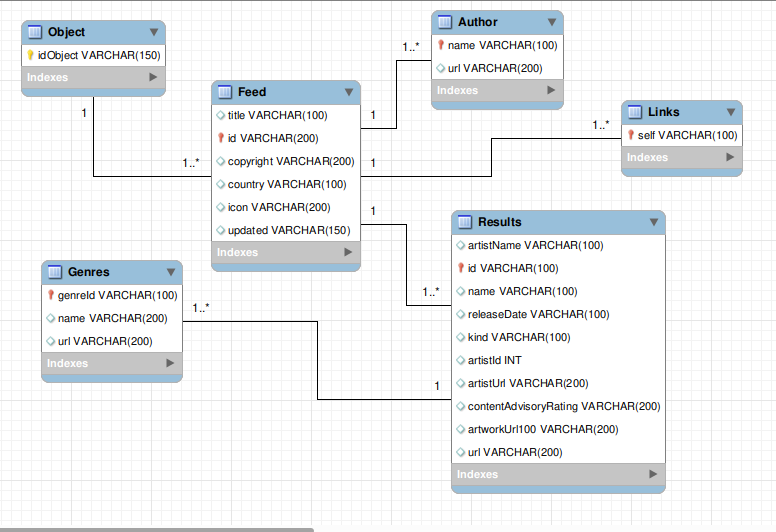 Object
idObject VARCHAR(150)
Indexes
1
1..*
Feed
title VARCHAR(100)
id VARCHAR(200)
copyright VARCHAR(200)
country VARCHAR(100)
icon VARCHAR(200)
updated VARCHAR(150)
Indexes
1
1..*
Author
name VARCHAR(100)
url VARCHAR(200)
Indexes
1
1..*
Links
self VARCHAR(100)
Indexes
1
1..*
Results
artistName VARCHAR(100)
id VARCHAR(100)
name VARCHAR(100)
releaseDate VARCHAR(100)
kind VARCHAR(100)
artistId INT
artistUrl VARCHAR(200)
contentAdvisoryRating VARCHAR(200)
artworkUrl100 VARCHAR(200)
url VARCHAR(200)
Indexes
Genres
genreId VARCHAR(100)
name VARCHAR(200)
url VARCHAR(200)
Indexes
1..*
1